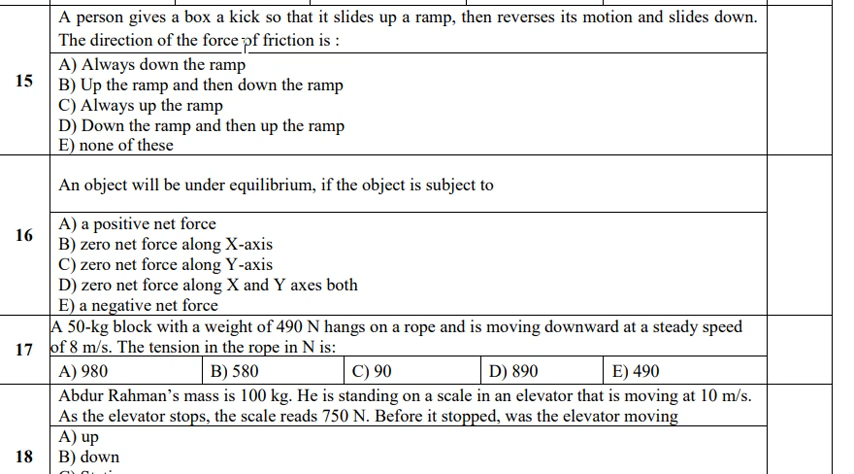 A person gives a box a kick so that it slides up a ramp, then reverses its motion and slides down.
The direction of the force of friction is :
15
A) Always down the ramp
B) Up the ramp and then down the ramp
C) Always up the ramp
D) Down the ramp and then up the ramp
E) none of these
An object will be under equilibrium, if the object is subject to
16
A) a positive net force
B) zero net force along X-axis
C) zero net force along Y-axis
D) zero net force along X and Y axes both
E) a negative net force
17
A 50-kg block with a weight of 490 N hangs on a rope and is moving downward at a steady speed
of 8 m/s. The tension in the rope in N is:
A) 980 B) 580 C) 90 D) 890 E) 490
Abdur Rahman’s mass is 100 kg. He is standing on a scale in an elevator that is moving at 10 m/s.
As the elevator stops, the scale reads 750 N. Before it stopped, was the elevator moving
18
A) up
B) down